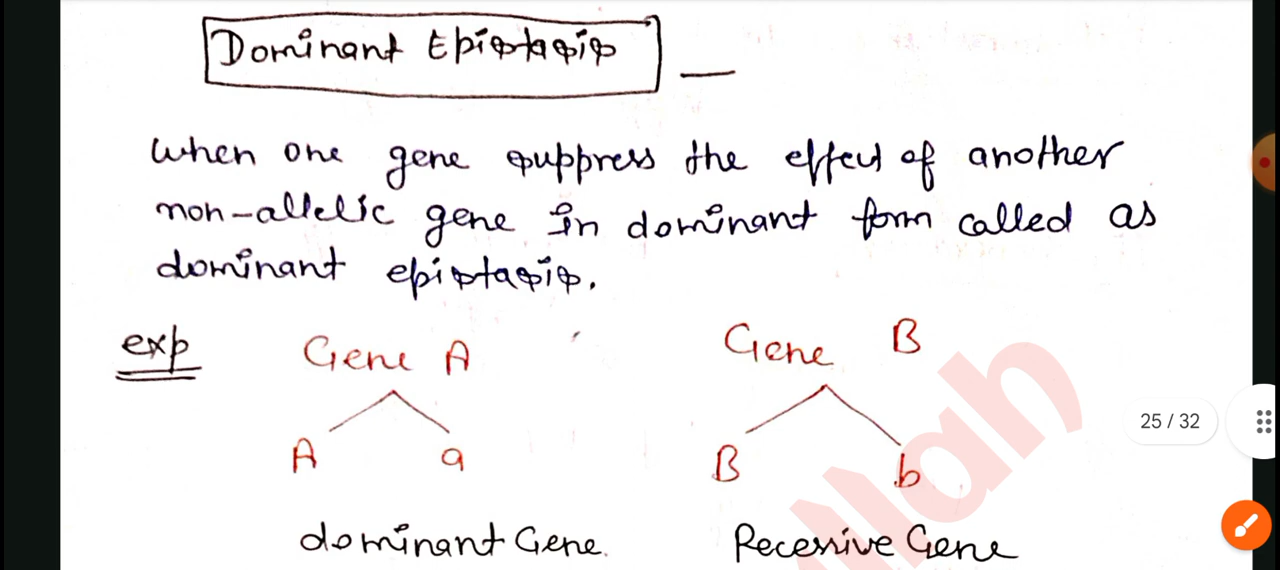 Dominant Epistasis —
When one gene suppress the effect of another
non-allelic gene in dominant form called as
dominant epistasis.
exp Gene A Gene B
A a B b
dominant Gene. Recessive Gene
25 / 32